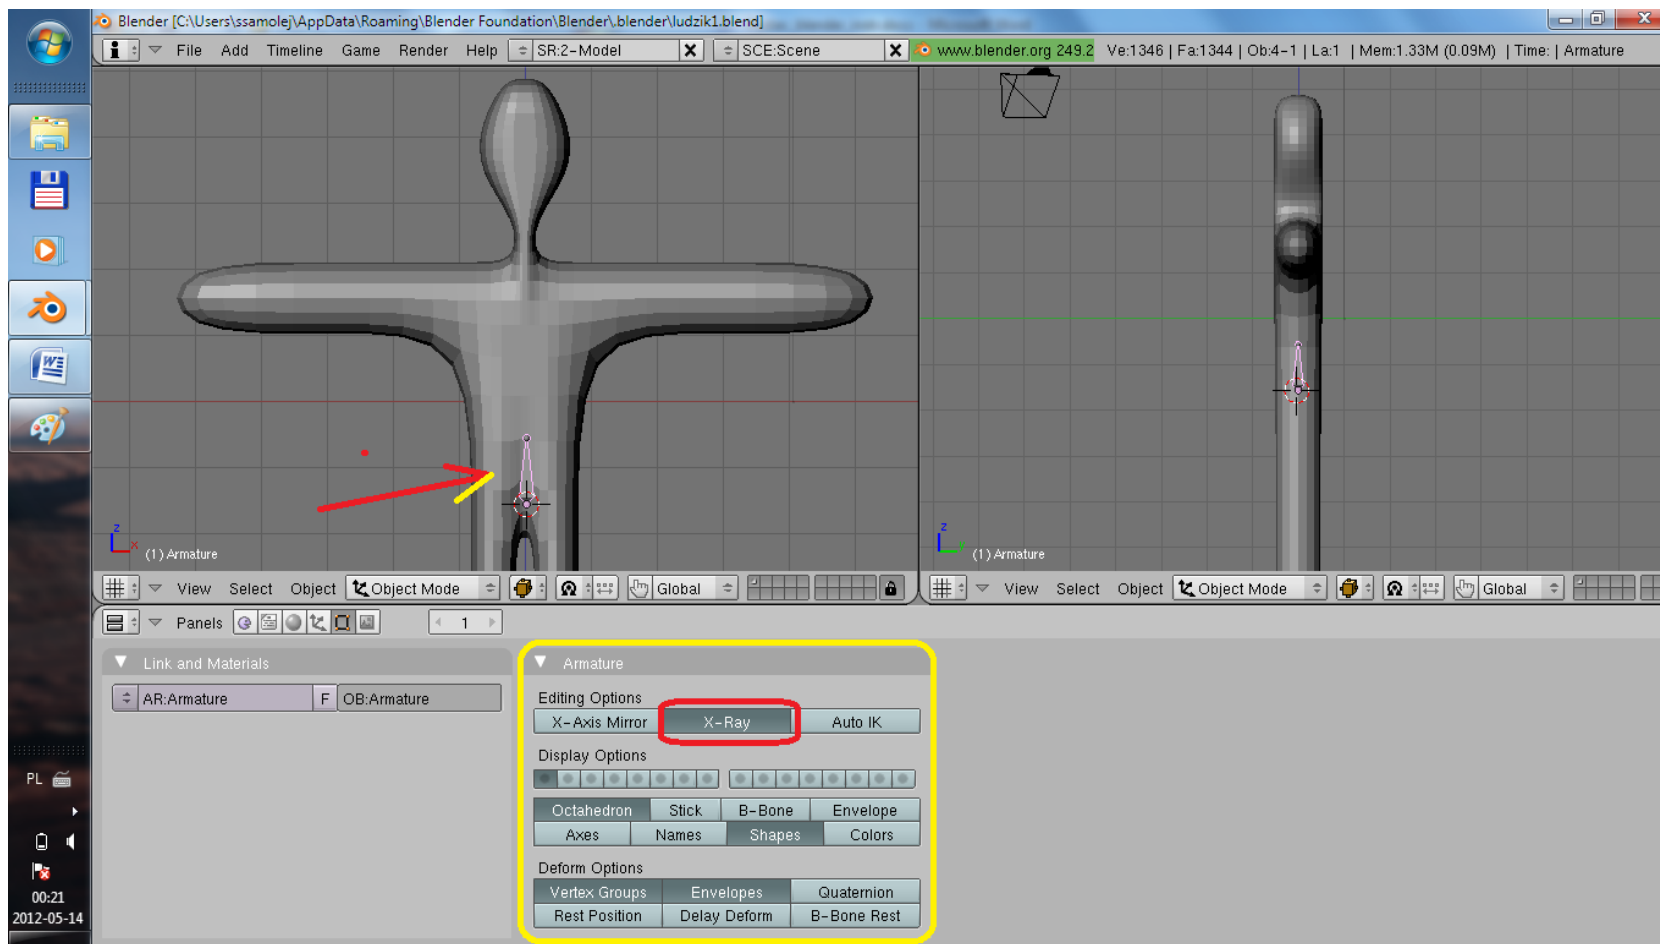 Blender [C:\Users\ssamolej\AppData\Roaming\Blender Foundation\Blender\.blender\ludzik1.blend]
File Add Timeline Game Render Help SR:2-Model X SCE:Scene X www.blender.org 249.2 Ve:1346 | Fa:1344 | Ob:4-1 | La:1 | Mem:1.33M (0.09M) | Time: | Armature
z
x
(1) Armature
z
y
(1) Armature
View Select Object Object Mode Global
View Select Object Object Mode Global
Panels 1
Link and Materials
AR:Armature F OB:Armature
Armature
Editing Options
X-Axis Mirror X-Ray Auto IK
Display Options
Octahedron Stick B-Bone Envelope
Axes Names Shapes Colors
Deform Options
Vertex Groups Envelopes Quaternion
Rest Position Delay Deform B-Bone Rest
PL
00:21
2012-05-14